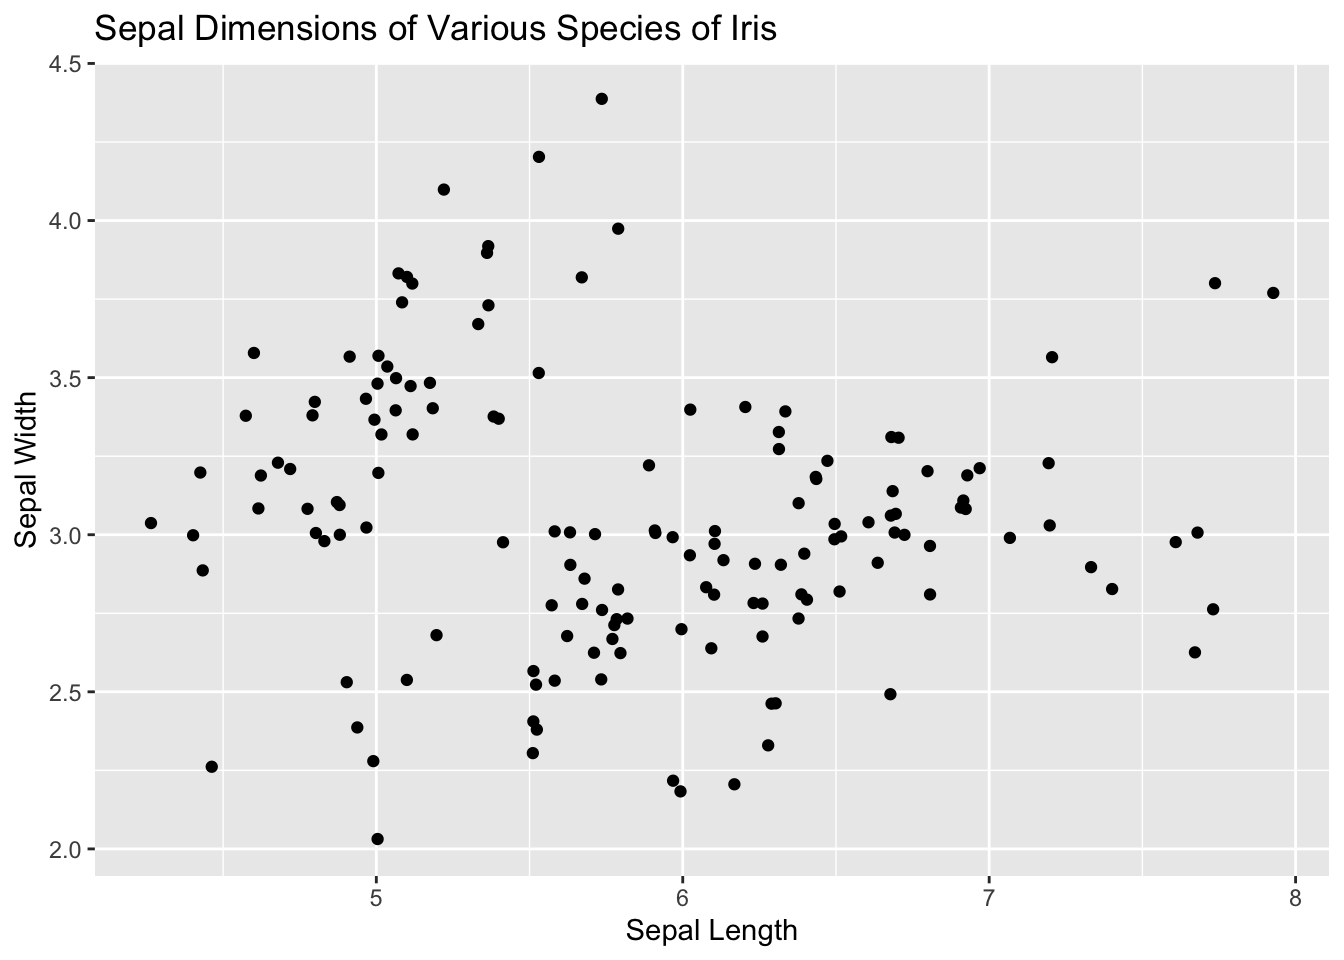 Sepal Dimensions of Various Species of Iris
4.5
4.0
3.5
3.0
2.5
2.0
Sepal Width
5 6 7 8
Sepal Length